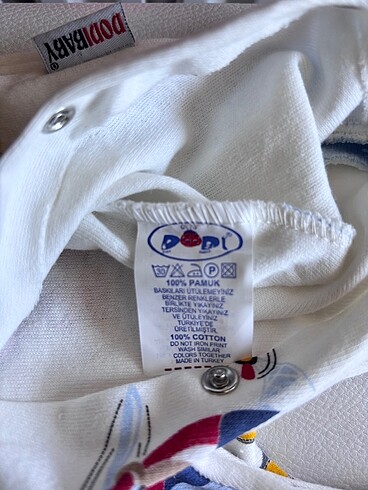 DODIBABY
DODI
30 P
100% PAMUK
BASKILARI ÜTÜLEMEYİNİZ
BENZER RENKLERLE
BİRLİKTE YIKAYINIZ
TERSİNDEN YIKAYINIZ
VE ÜTÜLEYİNİZ
TÜRKİYE'DE
ÜRETİLMİŞTİR.
100% COTTON
DO NOT IRON PRINT
WASH SIMILAR
COLORS TOGETHER
MADE IN TURKEY